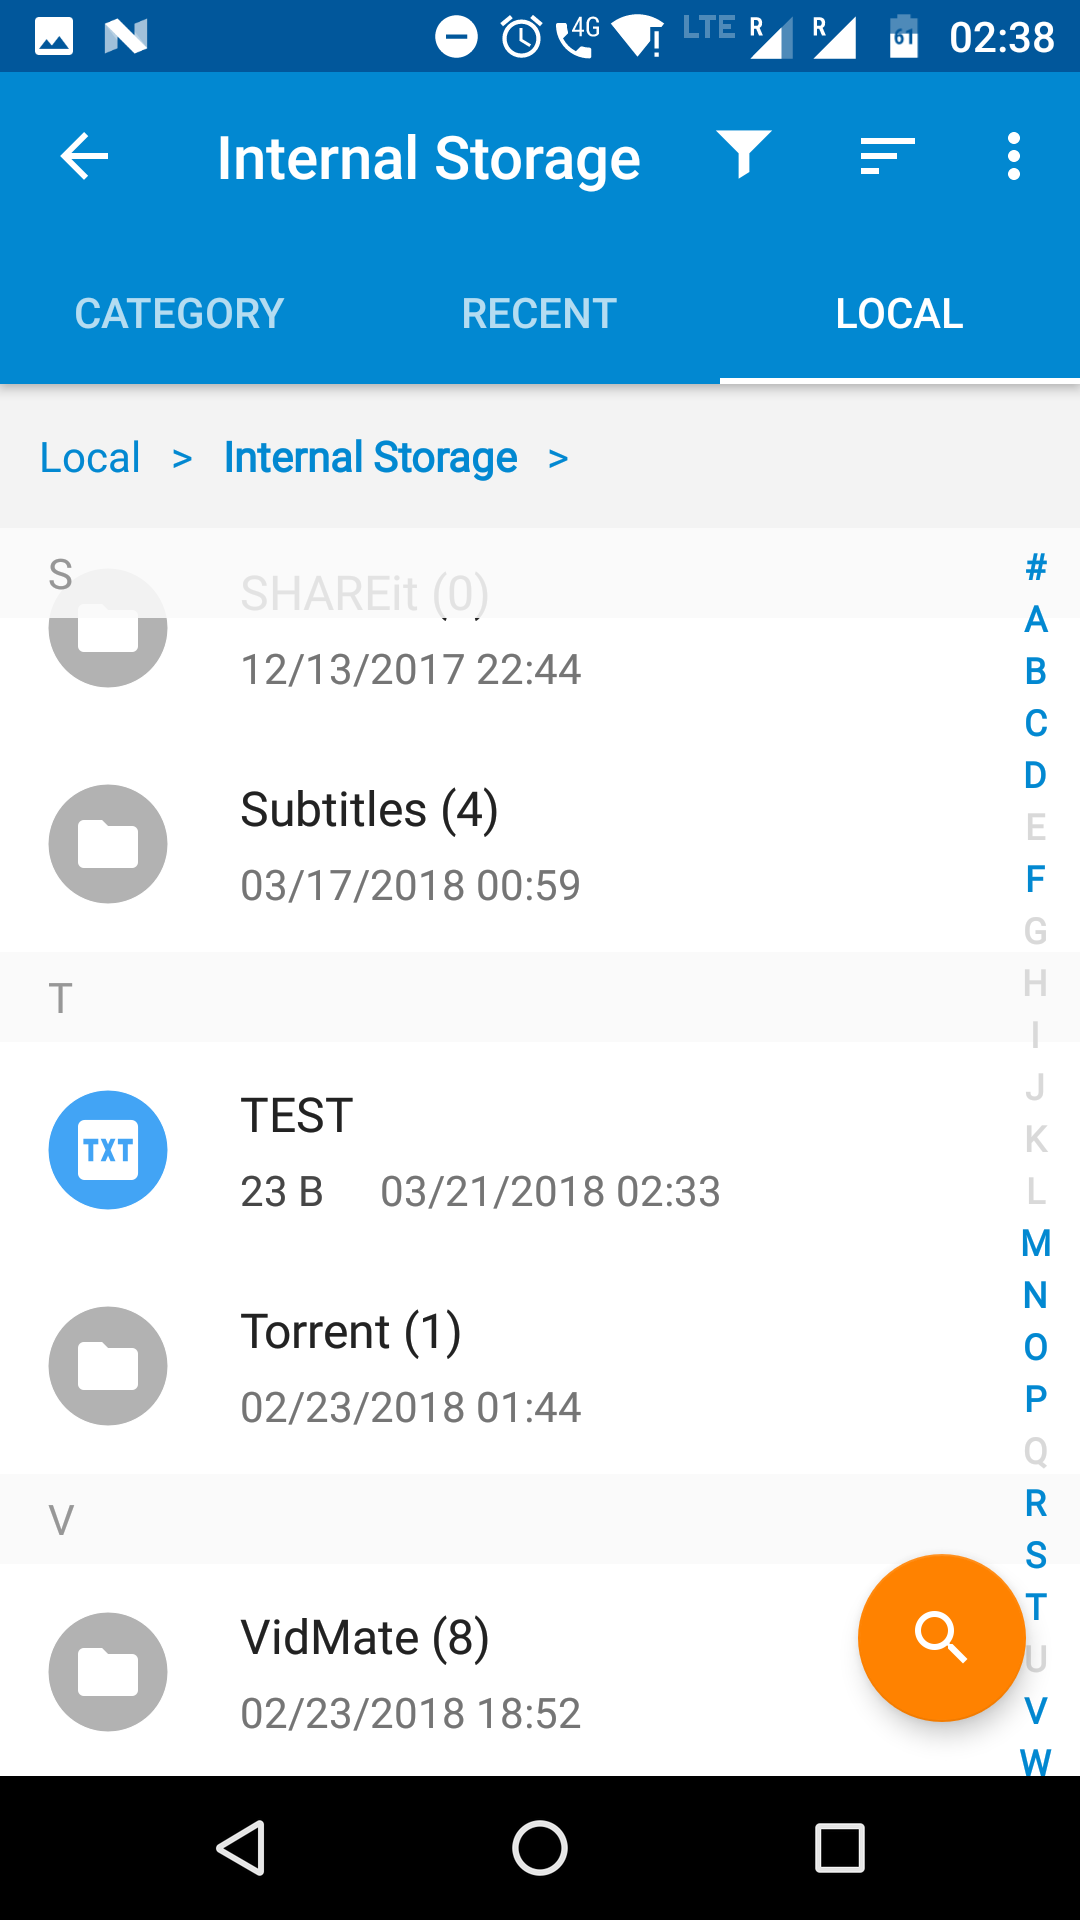 4G LTE R R 61 02:38
Internal Storage
CATEGORY RECENT LOCAL
Local > Internal Storage >
S
SHAREit (0)
12/13/2017 22:44
Subtitles (4)
03/17/2018 00:59
T
TXT
TEST
23 B 03/21/2018 02:33
Torrent (1)
02/23/2018 01:44
V
VidMate (8)
02/23/2018 18:52
#
A
B
C
D
E
F
G
H
I
J
K
L
M
N
O
P
Q
R
S
T
U
V
W